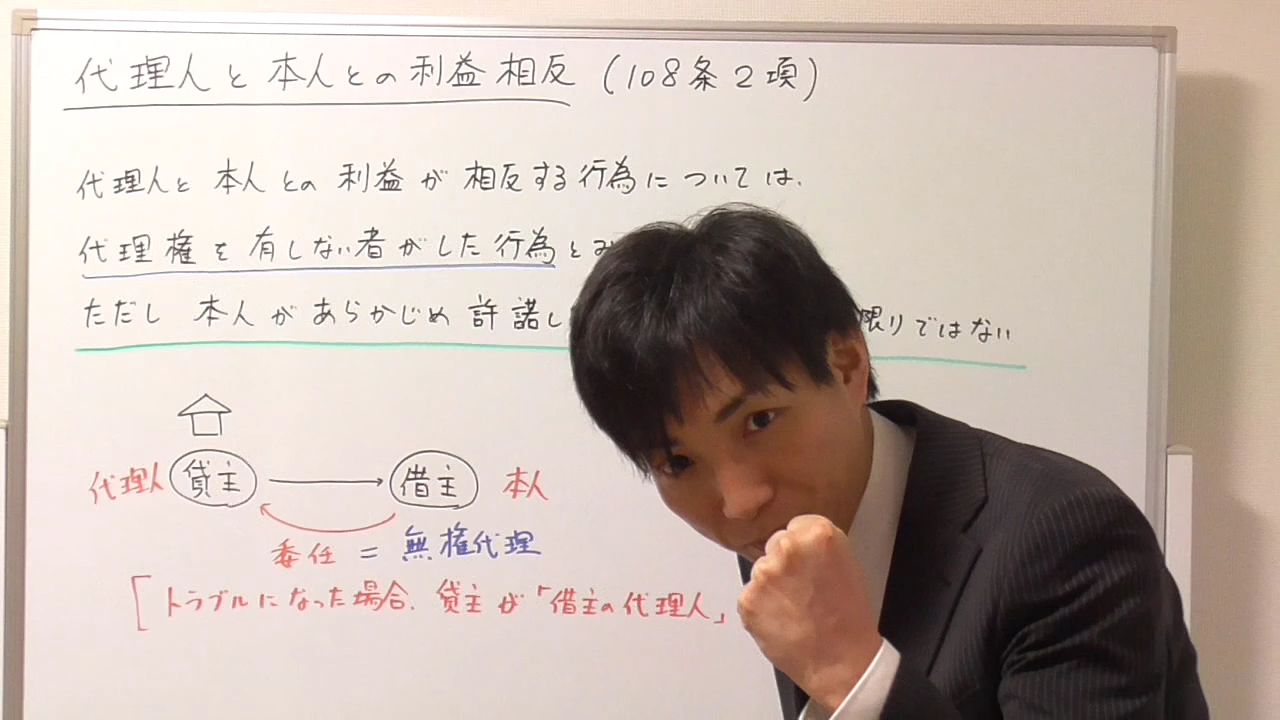 代理人と本人との利益相反（108条2項）
代理人と本人との利益が相反する行為については、
代理権を有しない者がした行為とみ
ただし 本人があらかじめ許諾し
限りではない
代理人 貸主 借主 本人
委任 = 無権代理
トラブルになった場合、貸主が「借主の代理人」